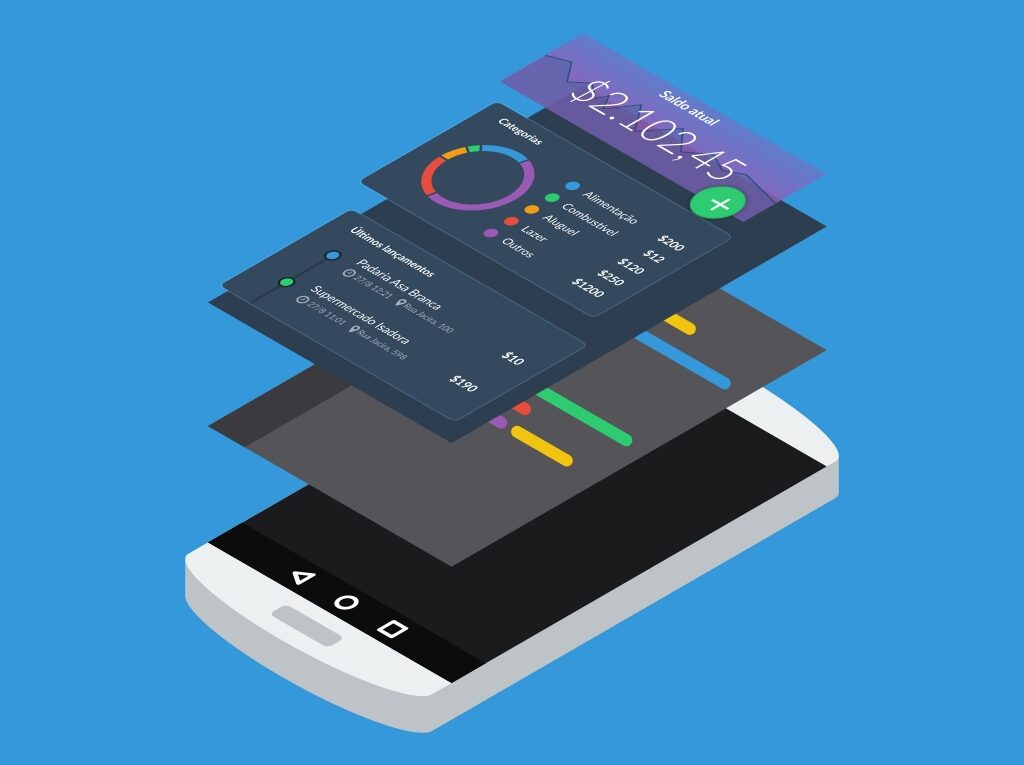 Saldo atual
$2.102,45
Categorias
Alimentação $200
Combustível $12
Aluguel $120
Lazer $250
Outros $1200
Últimos lançamentos
Padaria Asa Branca
27/8 12:21 Rua Jacira, 100
$10
Supermercado Isadora
27/8 11:01 Rua Jacira, 598
$190